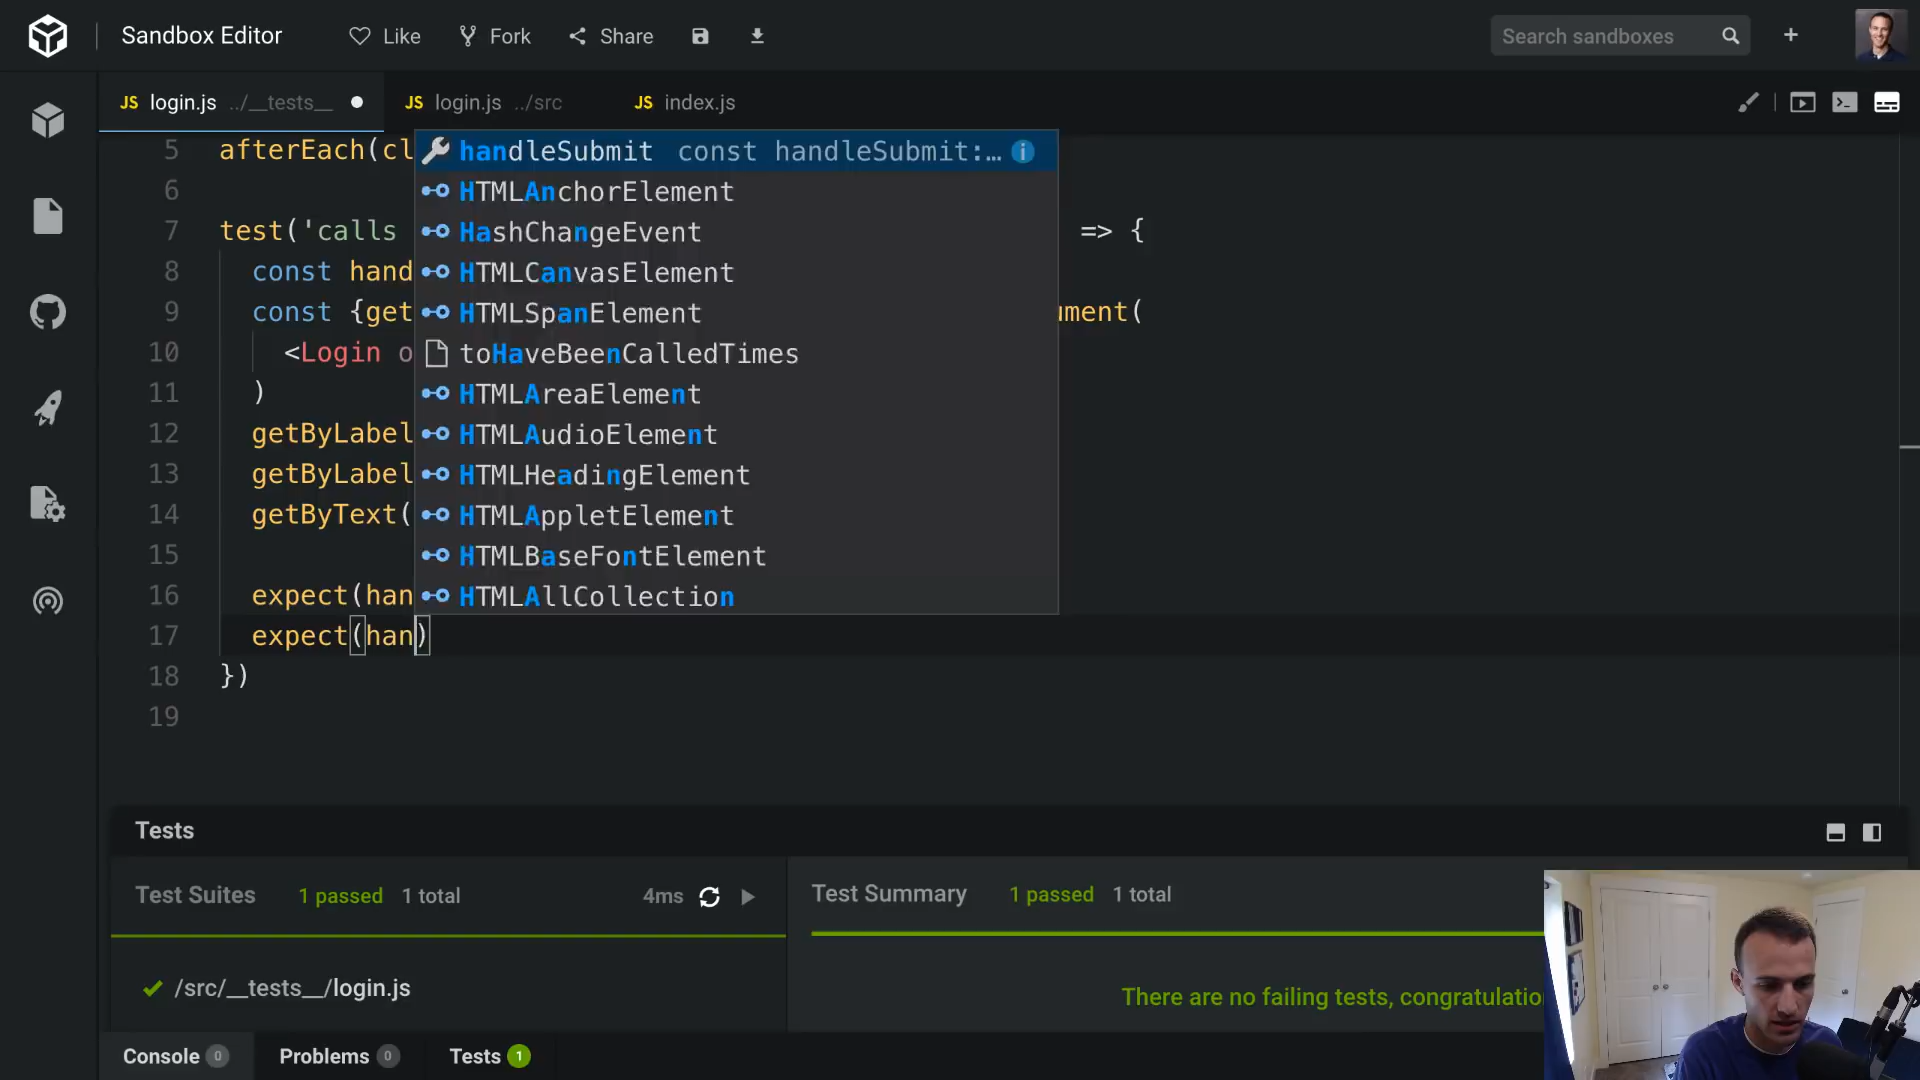 Sandbox Editor Like Fork Share Search sandboxes +
JS login.js ../__tests__ JS login.js ../src JS index.js
5 afterEach(cl
6
7 test('calls => {
8 const hand
9 const {get ument(
10 <Login o
11 )
12 getByLabel
13 getByLabel
14 getByText(
15
16 expect(han
17 expect(han)
18 })
19
handleSubmit const handleSubmit:…
HTMLAnchorElement
HashChangeEvent
HTMLCanvasElement
HTMLSpanElement
toHaveBeenCalledTimes
HTMLAreaElement
HTMLAudioElement
HTMLHeadingElement
HTMLAppletElement
HTMLBaseFontElement
HTMLAllCollection
Tests
Test Suites 1 passed 1 total 4ms
Test Summary 1 passed 1 total
/src/__tests__/login.js
There are no failing tests, congratulatio
Console 0 Problems 0 Tests 1